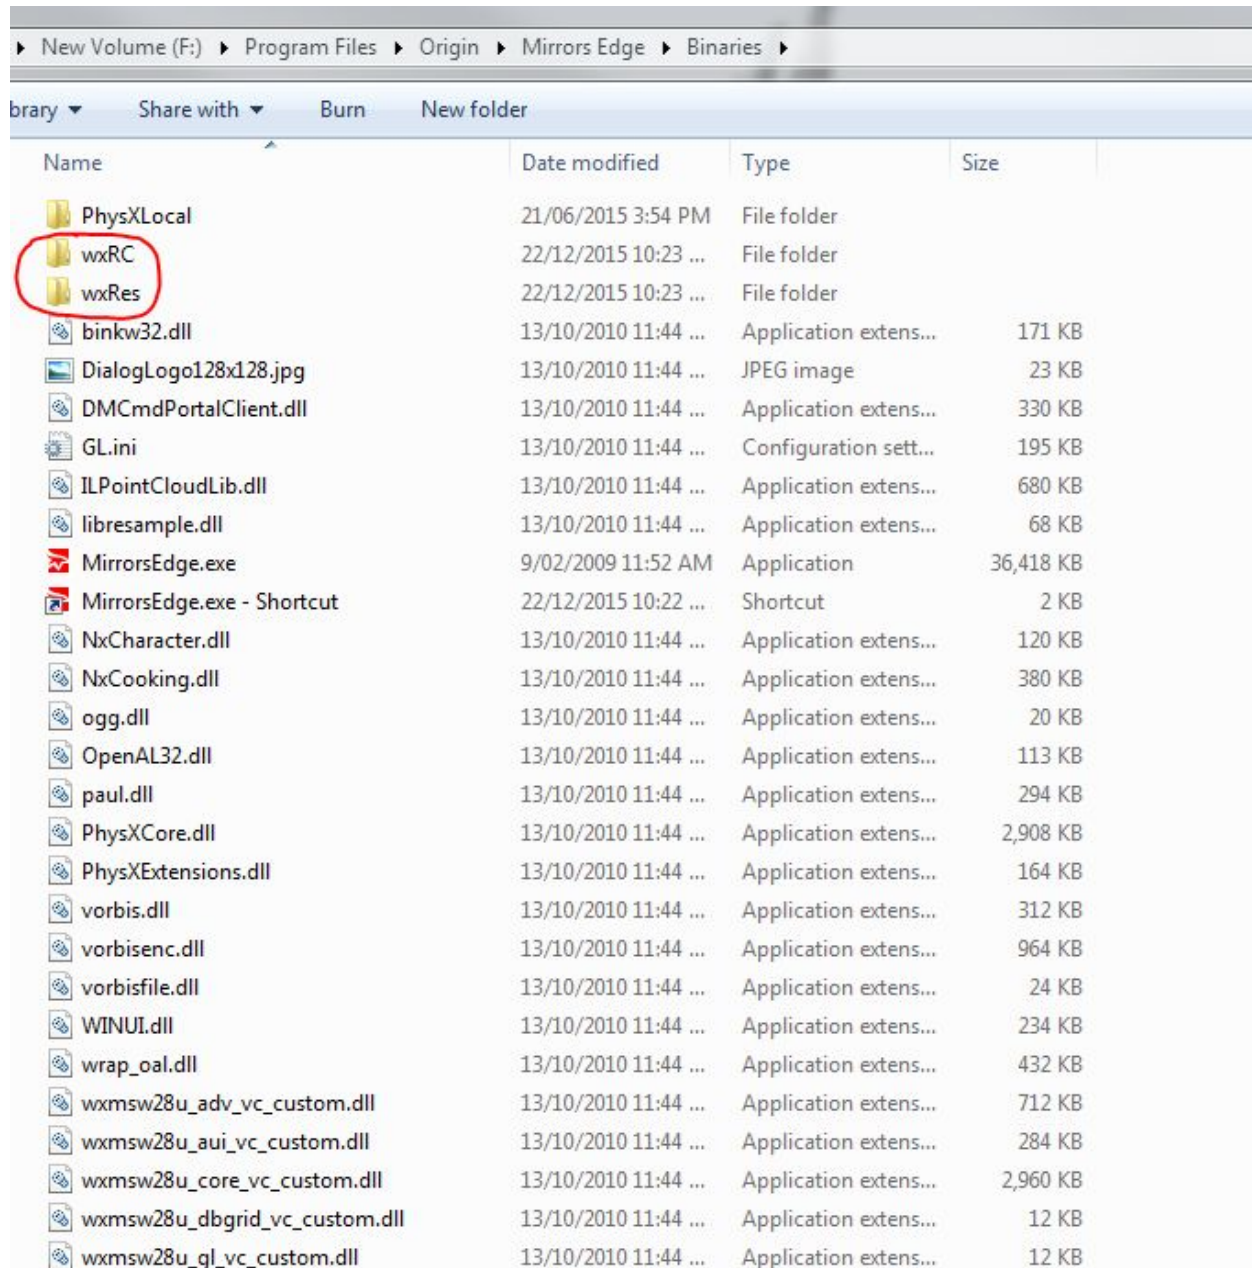 New Volume (F:) Program Files Origin Mirrors Edge Binaries
brary Share with Burn New folder
Name Date modified Type Size
PhysXLocal 21/06/2015 3:54 PM File folder
wxRC 22/12/2015 10:23 ... File folder
wxRes 22/12/2015 10:23 ... File folder
binkw32.dll 13/10/2010 11:44 ... Application extens... 171 KB
DialogLogo128x128.jpg 13/10/2010 11:44 ... JPEG image 23 KB
DMCmdPortalClient.dll 13/10/2010 11:44 ... Application extens... 330 KB
GL.ini 13/10/2010 11:44 ... Configuration sett... 195 KB
ILPointCloudLib.dll 13/10/2010 11:44 ... Application extens... 680 KB
libresample.dll 13/10/2010 11:44 ... Application extens... 68 KB
MirrorsEdge.exe 9/02/2009 11:52 AM Application 36,418 KB
MirrorsEdge.exe - Shortcut 22/12/2015 10:22 ... Shortcut 2 KB
NxCharacter.dll 13/10/2010 11:44 ... Application extens... 120 KB
NxCooking.dll 13/10/2010 11:44 ... Application extens... 380 KB
ogg.dll 13/10/2010 11:44 ... Application extens... 20 KB
OpenAL32.dll 13/10/2010 11:44 ... Application extens... 113 KB
paul.dll 13/10/2010 11:44 ... Application extens... 294 KB
PhysXCore.dll 13/10/2010 11:44 ... Application extens... 2,908 KB
PhysXExtensions.dll 13/10/2010 11:44 ... Application extens... 164 KB
vorbis.dll 13/10/2010 11:44 ... Application extens... 312 KB
vorbisenc.dll 13/10/2010 11:44 ... Application extens... 964 KB
vorbisfile.dll 13/10/2010 11:44 ... Application extens... 24 KB
WINUI.dll 13/10/2010 11:44 ... Application extens... 234 KB
wrap_oal.dll 13/10/2010 11:44 ... Application extens... 432 KB
wxmsw28u_adv_vc_custom.dll 13/10/2010 11:44 ... Application extens... 712 KB
wxmsw28u_aui_vc_custom.dll 13/10/2010 11:44 ... Application extens... 284 KB
wxmsw28u_core_vc_custom.dll 13/10/2010 11:44 ... Application extens... 2,960 KB
wxmsw28u_dbgrid_vc_custom.dll 13/10/2010 11:44 ... Application extens... 12 KB
wxmsw28u_gl_vc_custom.dll 13/10/2010 11:44 ... Application extens... 12 KB